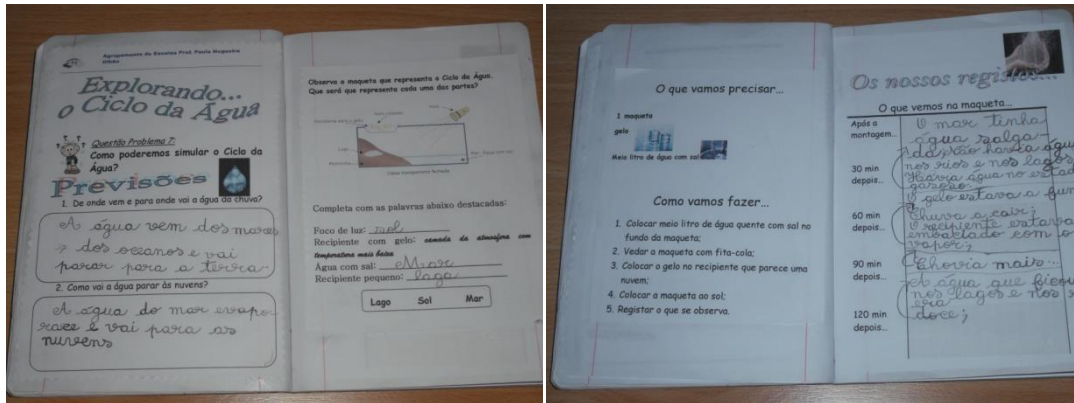 Agrupamento de Escolas Prof. Paula Nogueira
Olhão
Explorando...
o Ciclo da Água
Questão Problema 7:
Como poderemos simular o Ciclo da
Água?
Previsões
1. De onde vem e para onde vai a água da chuva?
A água vem dos mares
e dos oceanos e vai
parar para a terra.
2. Como vai a água parar às nuvens?
A água do mar evapo
race e vai para as
nuvens
Observa a maqueta que representa o Ciclo da Água.
Que será que representa cada uma das partes?
Lago
Caixa transparente fechada
Completa com as palavras abaixo destacadas:
Foco de luz: sol
Recipiente com gelo: camada da atmosfera com
temperatura mais baixa
Água com sal: Mar
Recipiente pequeno: lago
Lago Sol Mar
O que vamos precisar...
1 maqueta
gelo
Meio litro de água com sal
Como vamos fazer...
1. Colocar meio litro de água quente com sal no
fundo da maqueta;
2. Vedar a maqueta com fita-cola;
3. Colocar o gelo no recipiente que parece uma
nuvem;
4. Colocar a maqueta ao sol;
5. Registar o que se observa.
Os nossos registos...
O que vemos na maqueta...
Após a
montagem...
30 min
depois...
60 min
depois...
90 min
depois...
120 min
depois...
O mar tinha
água salga-
da; não havia água
nos rios e nos lagos
Havia água no estad
O gelo estava a fun
Chuva a cair;
O recipiente estava
embaciado com o
vapor;
Chovia mais...
A água que ficou
nos lagos e nos r
era
doce;